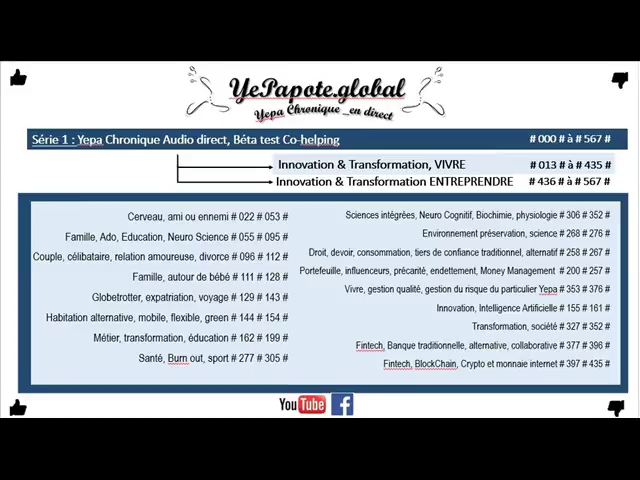 YePapote.global
Yepa Chronique _en direct
Série 1 : Yepa Chronique Audio direct, Béta test Co-helping # 000 # à # 567 #
Innovation & Transformation, VIVRE # 013 # à # 435 #
Innovation & Transformation ENTREPRENDRE # 436 # à # 567 #
Cerveau, ami ou ennemi # 022 # 053 #
Famille, Ado, Education, Neuro Science # 055 # 095 #
Couple, célibataire, relation amoureuse, divorce # 096 # 112 #
Famille, autour de bébé # 111 # 128 #
Globetrotter, expatriation, voyage # 129 # 143 #
Habitation alternative, mobile, flexible, green # 144 # 154 #
Métier, transformation, éducation # 162 # 199 #
Santé, Burn out, sport # 277 # 305 #
Sciences intégrées, Neuro Cognitif, Biochimie, physiologie # 306 # 352 #
Environnement préservation, science # 268 # 276 #
Droit, devoir, consommation, tiers de confiance traditionnel, alternatif # 258 # 267 #
Portefeuille, influenceurs, précarité, endettement, Money Management # 200 # 257 #
Vivre, gestion qualité, gestion du risque du particulier Yepa # 353 # 376 #
Innovation, Intelligence Artificielle # 155 # 161 #
Transformation, société # 327 # 352 #
Fintech, Banque traditionnelle, alternative, collaborative # 377 # 396 #
Fintech, BlockChain, Crypto et monnaie internet # 397 # 435 #
YouTube f